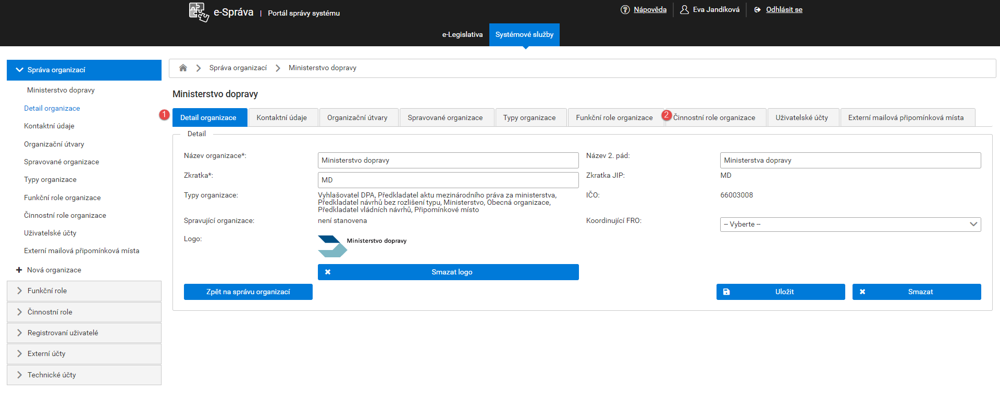 e-Správa | Portál správy systému
Nápověda
Eva Jandíková
Odhlásit se
e-Legislativa
Systémové služby
Správa organizací
Ministerstvo dopravy
Detail organizace
Kontaktní údaje
Organizační útvary
Spravované organizace
Typy organizace
Funkční role organizace
Činnostní role organizace
Uživatelské účty
Externí mailová připomínková místa
Nová organizace
Funkční role
Činnostní role
Registrovaní uživatelé
Externí účty
Technické účty
Správa organizací
Ministerstvo dopravy
Ministerstvo dopravy
1
Detail organizace
Kontaktní údaje
Organizační útvary
Spravované organizace
Typy organizace
Funkční role organizace
2
Činnostní role organizace
Uživatelské účty
Externí mailová připomínková místa
Detail
Název organizace*:
Ministerstvo dopravy
Název 2. pád:
Ministerstva dopravy
Zkratka*:
MD
Zkratka JIP:
MD
Typy organizace:
Vyhlašovatel DPA, Předkladatel aktu mezinárodního práva za ministerstva,
Předkladatel návrhů bez rozlišení typu, Ministerstvo, Obecná organizace,
Předkladatel vládních návrhů, Připomínkové místo
IČO:
66003008
Spravující organizace:
není stanovena
Koordinující FRO:
-- Vyberte --
Logo:
Ministerstvo dopravy
Smazat logo
Zpět na správu organizací
Uložit
Smazat